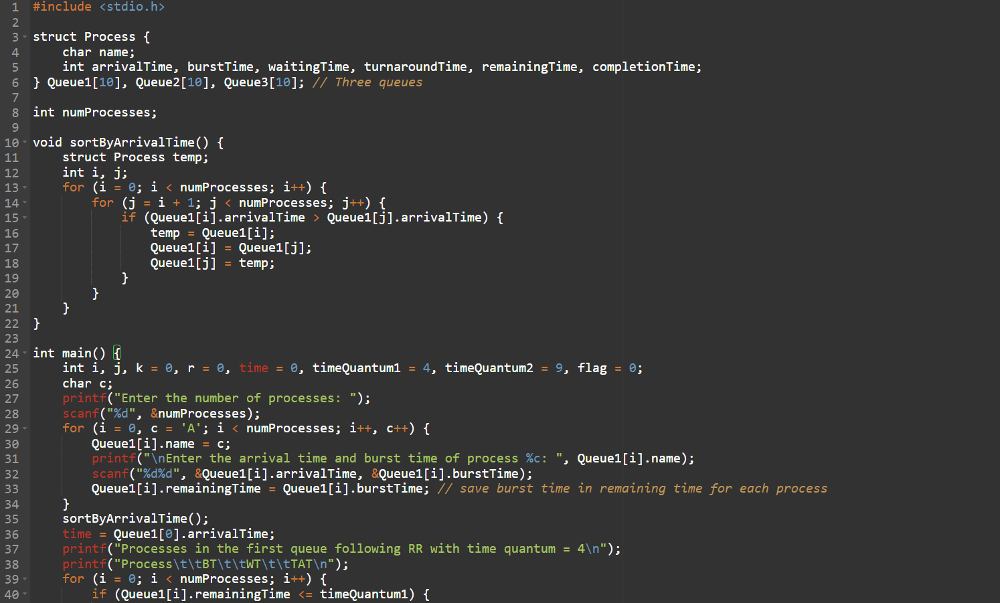 1 #include <stdio.h>
2
3 struct Process {
4     char name;
5     int arrivalTime, burstTime, waitingTime, turnaroundTime, remainingTime, completionTime;
6 } Queue1[10], Queue2[10], Queue3[10]; // Three queues
7
8 int numProcesses;
9
10 void sortByArrivalTime() {
11     struct Process temp;
12     int i, j;
13     for (i = 0; i < numProcesses; i++) {
14         for (j = i + 1; j < numProcesses; j++) {
15             if (Queue1[i].arrivalTime > Queue1[j].arrivalTime) {
16                 temp = Queue1[i];
17                 Queue1[i] = Queue1[j];
18                 Queue1[j] = temp;
19             }
20         }
21     }
22 }
23
24 int main() {
25     int i, j, k = 0, r = 0, time = 0, timeQuantum1 = 4, timeQuantum2 = 9, flag = 0;
26     char c;
27     printf("Enter the number of processes: ");
28     scanf("%d", &numProcesses);
29     for (i = 0, c = 'A'; i < numProcesses; i++, c++) {
30         Queue1[i].name = c;
31         printf("\nEnter the arrival time and burst time of process %c: ", Queue1[i].name);
32         scanf("%d%d", &Queue1[i].arrivalTime, &Queue1[i].burstTime);
33         Queue1[i].remainingTime = Queue1[i].burstTime; // save burst time in remaining time for each process
34     }
35     sortByArrivalTime();
36     time = Queue1[0].arrivalTime;
37     printf("Processes in the first queue following RR with time quantum = 4\n");
38     printf("Process\t\tBT\t\tWT\t\tTAT\n");
39     for (i = 0; i < numProcesses; i++) {
40         if (Queue1[i].remainingTime <= timeQuantum1) {